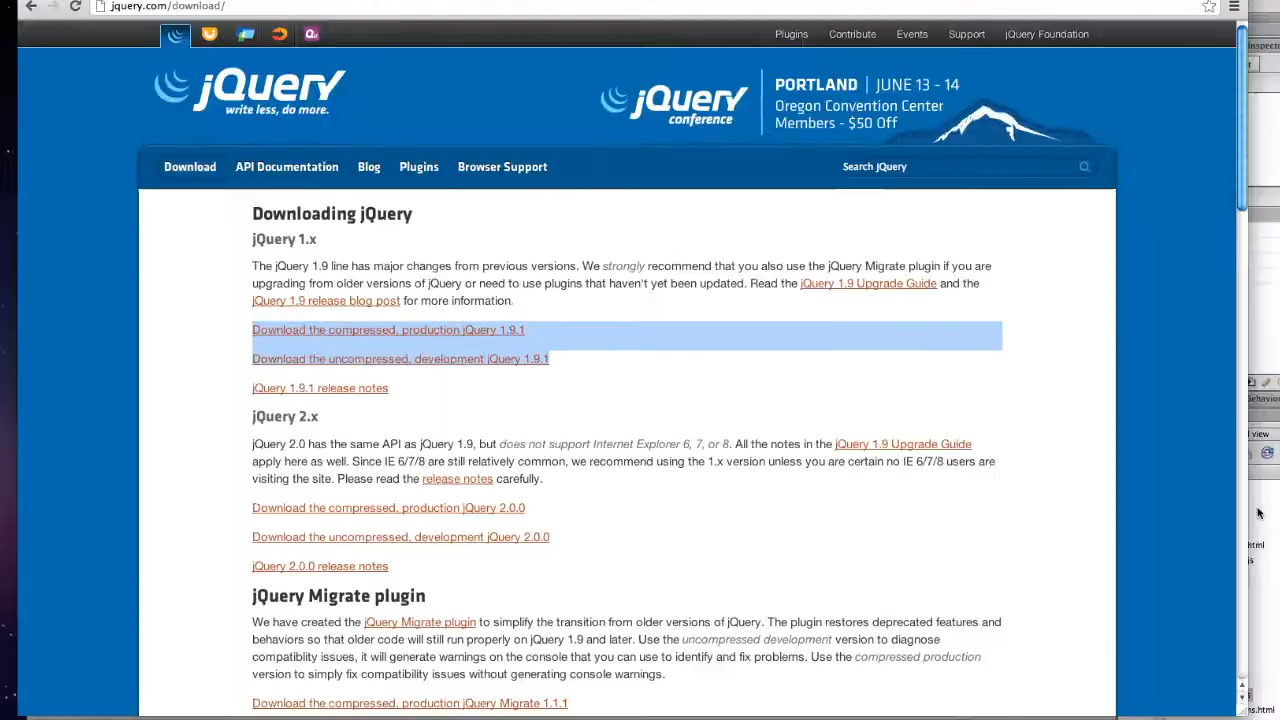 jquery.com/download/
Plugins Contribute Events Support jQuery Foundation
jQuery
write less, do more.
jQuery
conference
PORTLAND | JUNE 13 - 14
Oregon Convention Center
Members - $50 Off
Download API Documentation Blog Plugins Browser Support
Search jQuery
Downloading jQuery
jQuery 1.x
The jQuery 1.9 line has major changes from previous versions. We strongly recommend that you also use the jQuery Migrate plugin if you are
upgrading from older versions of jQuery or need to use plugins that haven't yet been updated. Read the jQuery 1.9 Upgrade Guide and the
jQuery 1.9 release blog post for more information.
Download the compressed, production jQuery 1.9.1
Download the uncompressed, development jQuery 1.9.1
jQuery 1.9.1 release notes
jQuery 2.x
jQuery 2.0 has the same API as jQuery 1.9, but does not support Internet Explorer 6, 7, or 8. All the notes in the jQuery 1.9 Upgrade Guide
apply here as well. Since IE 6/7/8 are still relatively common, we recommend using the 1.x version unless you are certain no IE 6/7/8 users are
visiting the site. Please read the release notes carefully.
Download the compressed, production jQuery 2.0.0
Download the uncompressed, development jQuery 2.0.0
jQuery 2.0.0 release notes
jQuery Migrate plugin
We have created the jQuery Migrate plugin to simplify the transition from older versions of jQuery. The plugin restores deprecated features and
behaviors so that older code will still run properly on jQuery 1.9 and later. Use the uncompressed development version to diagnose
compatiblity issues, it will generate warnings on the console that you can use to identify and fix problems. Use the compressed production
version to simply fix compatibility issues without generating console warnings.
Download the compressed, production jQuery Migrate 1.1.1